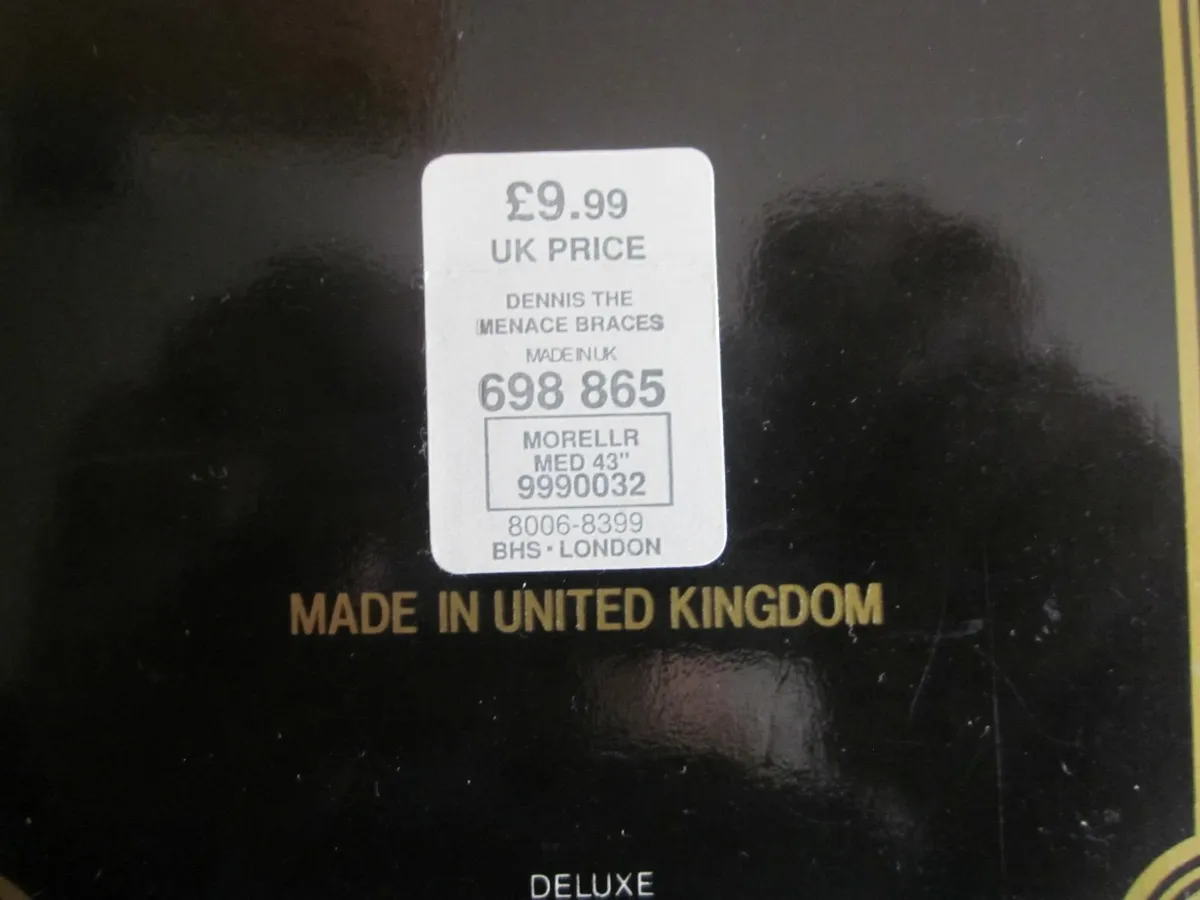 £9.99
UK PRICE
DENNIS THE
MENACE BRACES
MADE IN UK
698 865
MORELLR
MED 43"
9990032
8006-8399
BHS · LONDON
MADE IN UNITED KINGDOM
DELUXE